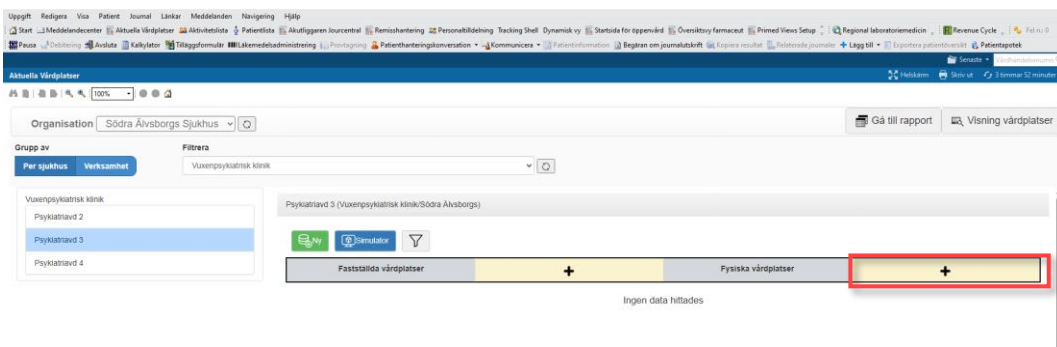 Uppgift Redigera Visa Patient Journal Länkar Meddelanden Navigering Hjälp
Start Meddelandecenter Aktuella Vårdplatser Aktivitetslista Patientlista Akutliggaren Jourcentral Remisshantering Personaltilldelning Tracking Shell Dynamisk vy Startsida för öppenvård Översiktsvy farmaceut Primed Views Setup Regional laboratoriemedicin Revenue Cycle Fel nu 0
Pausa Debitering Avsluta Kalkylator Tilläggsformulär Läkemedelsadministrering Provtagning Patienthanteringskonversation Kommunicera Patientinformation Begäran om journalutskrift Kopiera resultat Relaterade journaler Lägg till Exportera patientöversikt Patientapotek
Senaste Vårdhändelsenummer
Aktuella Vårdplatser Helskärm Skriv ut 3 timmar 52 minuter
100%
Organisation Södra Älvsborgs Sjukhus Gå till rapport Visning vårdplatser
Grupp av Filtrera
Per sjukhus Verksamhet Vuxenpsykiatrisk klinik
Vuxenpsykiatrisk klinik
Psykiatriavd 3 (Vuxenpsykiatrisk klinik/Södra Älvsborgs)
Psykiatriavd 2
Psykiatriavd 3
Psykiatriavd 4
Ny Simulator
Fastställda vårdplatser + Fysiska vårdplatser +
Ingen data hittades